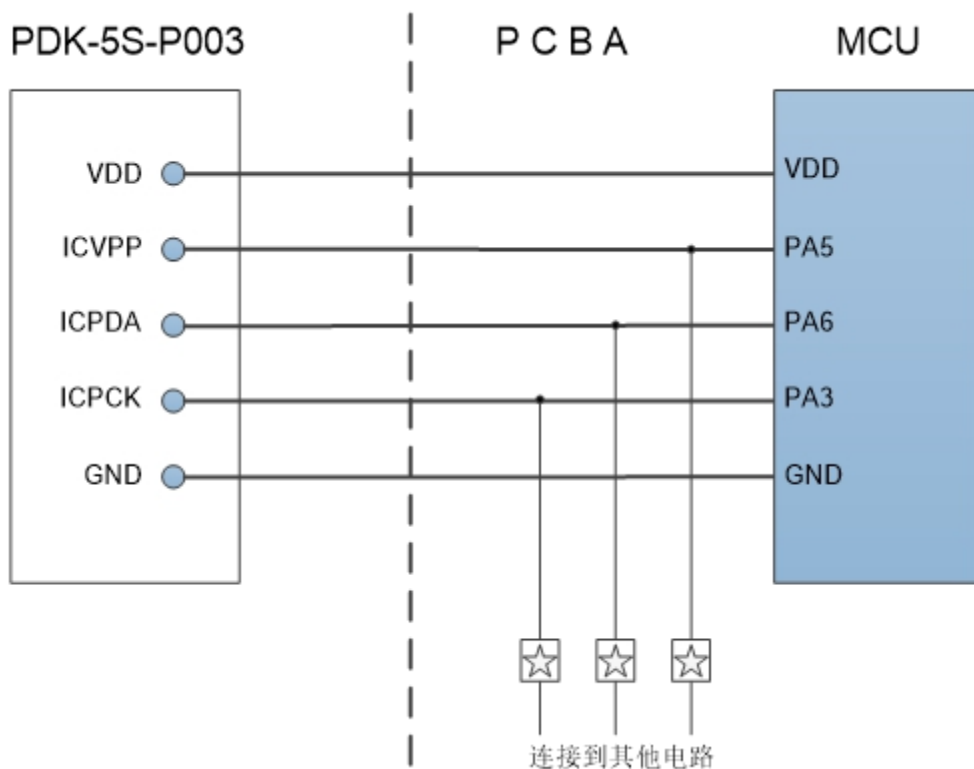 PDK-5S-P003 P C B A MCU
VDD VDD
ICVPP PA5
ICPDA PA6
ICPCK PA3
GND GND
连接到其他电路